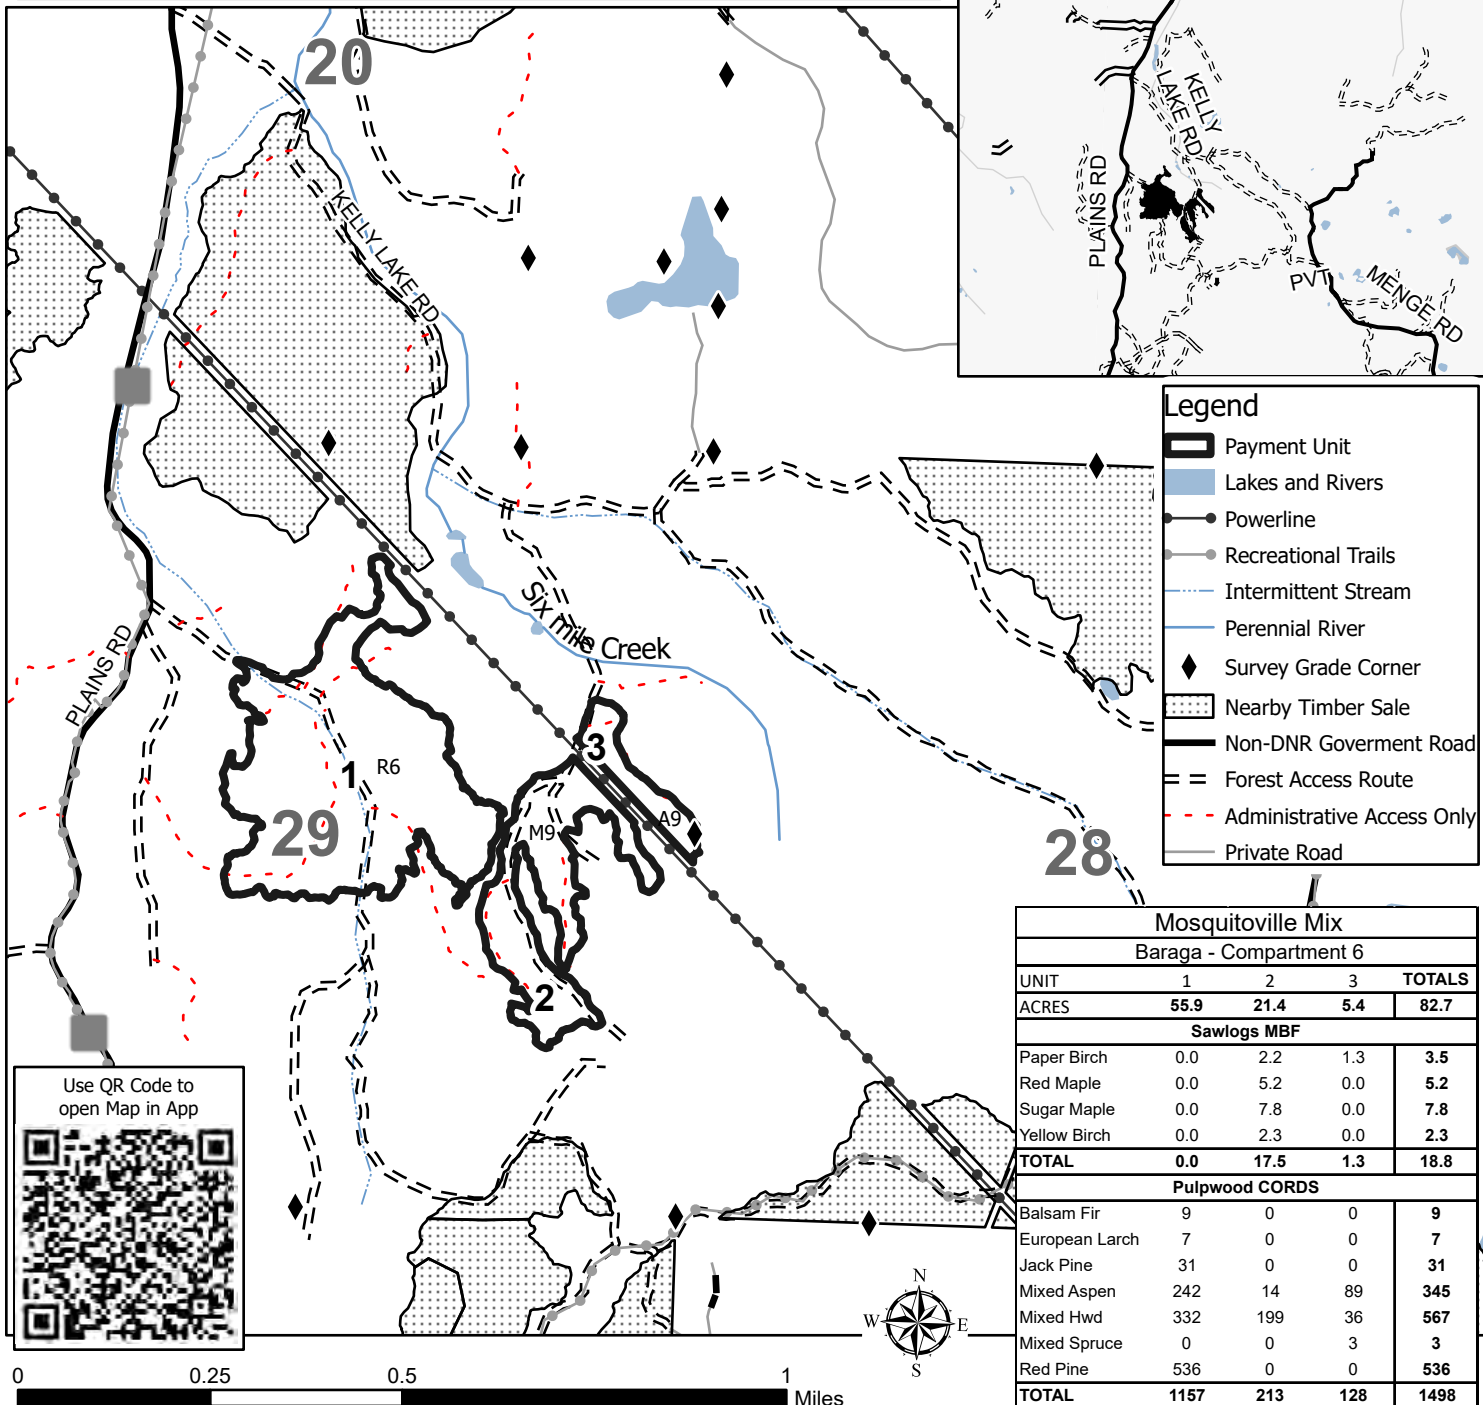 20
KELLY LAKE RD
PLAINS RD
Six mile Creek
1
R6
29
3
A9
M9
2
28
KELLY
LAKE RD
PLAINS RD
PVT
MENGE RD
Legend
Payment Unit
Lakes and Rivers
Powerline
Recreational Trails
Intermittent Stream
Perennial River
Survey Grade Corner
Nearby Timber Sale
Non-DNR Goverment Road
Forest Access Route
Administrative Access Only
Private Road
Use QR Code to
open Map in App
N
W E
S
0 0.25 0.5 1
Miles
Mosquitoville Mix
Baraga - Compartment 6
UNIT 1 2 3 TOTALS
ACRES 55.9 21.4 5.4 82.7
Sawlogs MBF
Paper Birch 0.0 2.2 1.3 3.5
Red Maple 0.0 5.2 0.0 5.2
Sugar Maple 0.0 7.8 0.0 7.8
Yellow Birch 0.0 2.3 0.0 2.3
TOTAL 0.0 17.5 1.3 18.8
Pulpwood CORDS
Balsam Fir 9 0 0 9
European Larch 7 0 0 7
Jack Pine 31 0 0 31
Mixed Aspen 242 14 89 345
Mixed Hwd 332 199 36 567
Mixed Spruce 0 0 3 3
Red Pine 536 0 0 536
TOTAL 1157 213 128 1498